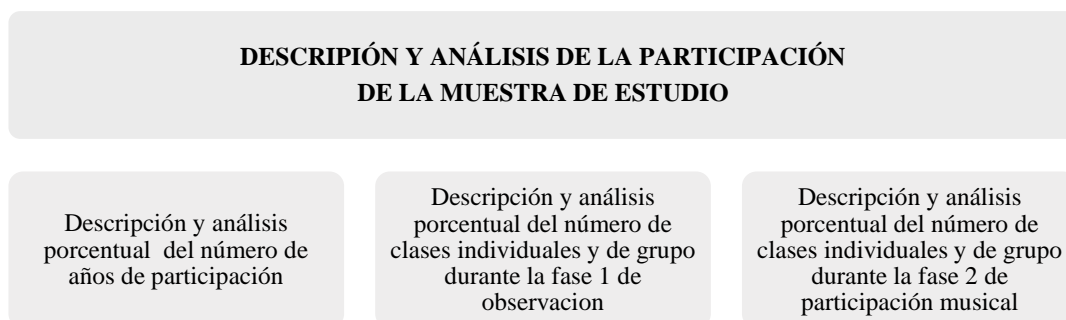 DESCRIPIÓN Y ANÁLISIS DE LA PARTICIPACIÓN
DE LA MUESTRA DE ESTUDIO
Descripción y análisis
porcentual del número de
años de participación
Descripción y análisis
porcentual del número de
clases individuales y de grupo
durante la fase 1 de
observacion
Descripción y análisis
porcentual del número de
clases individuales y de grupo
durante la fase 2 de
participación musical